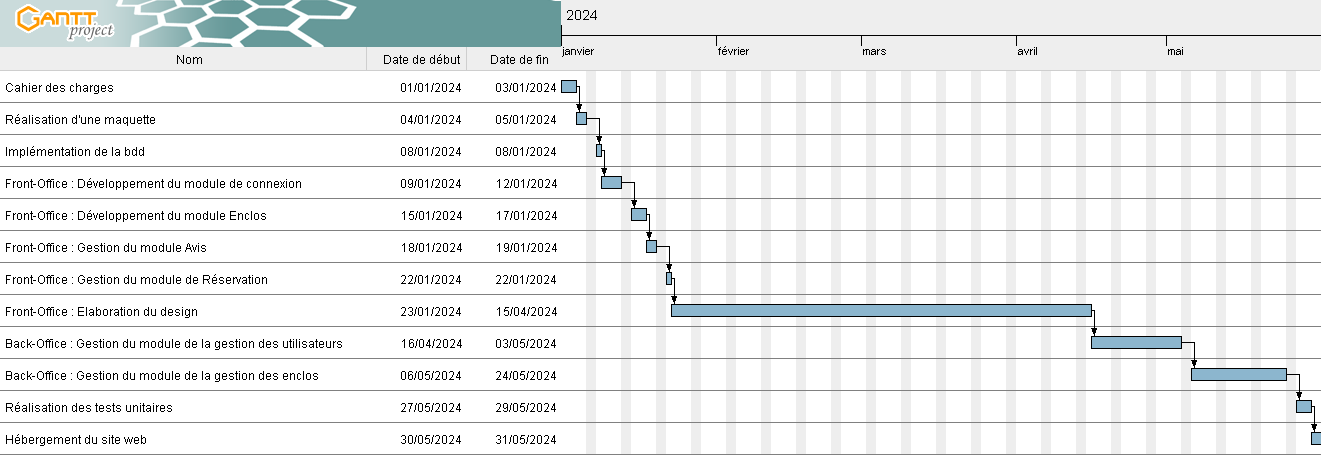 GANTT
project
2024
janvier février mars avril mai
Nom Date de début Date de fin
Cahier des charges 01/01/2024 03/01/2024
Réalisation d'une maquette 04/01/2024 05/01/2024
Implémentation de la bdd 08/01/2024 08/01/2024
Front-Office : Développement du module de connexion 09/01/2024 12/01/2024
Front-Office : Développement du module Enclos 15/01/2024 17/01/2024
Front-Office : Gestion du module Avis 18/01/2024 19/01/2024
Front-Office : Gestion du module de Réservation 22/01/2024 22/01/2024
Front-Office : Elaboration du design 23/01/2024 15/04/2024
Back-Office : Gestion du module de la gestion des utilisateurs 16/04/2024 03/05/2024
Back-Office : Gestion du module de la gestion des enclos 06/05/2024 24/05/2024
Réalisation des tests unitaires 27/05/2024 29/05/2024
Hébergement du site web 30/05/2024 31/05/2024